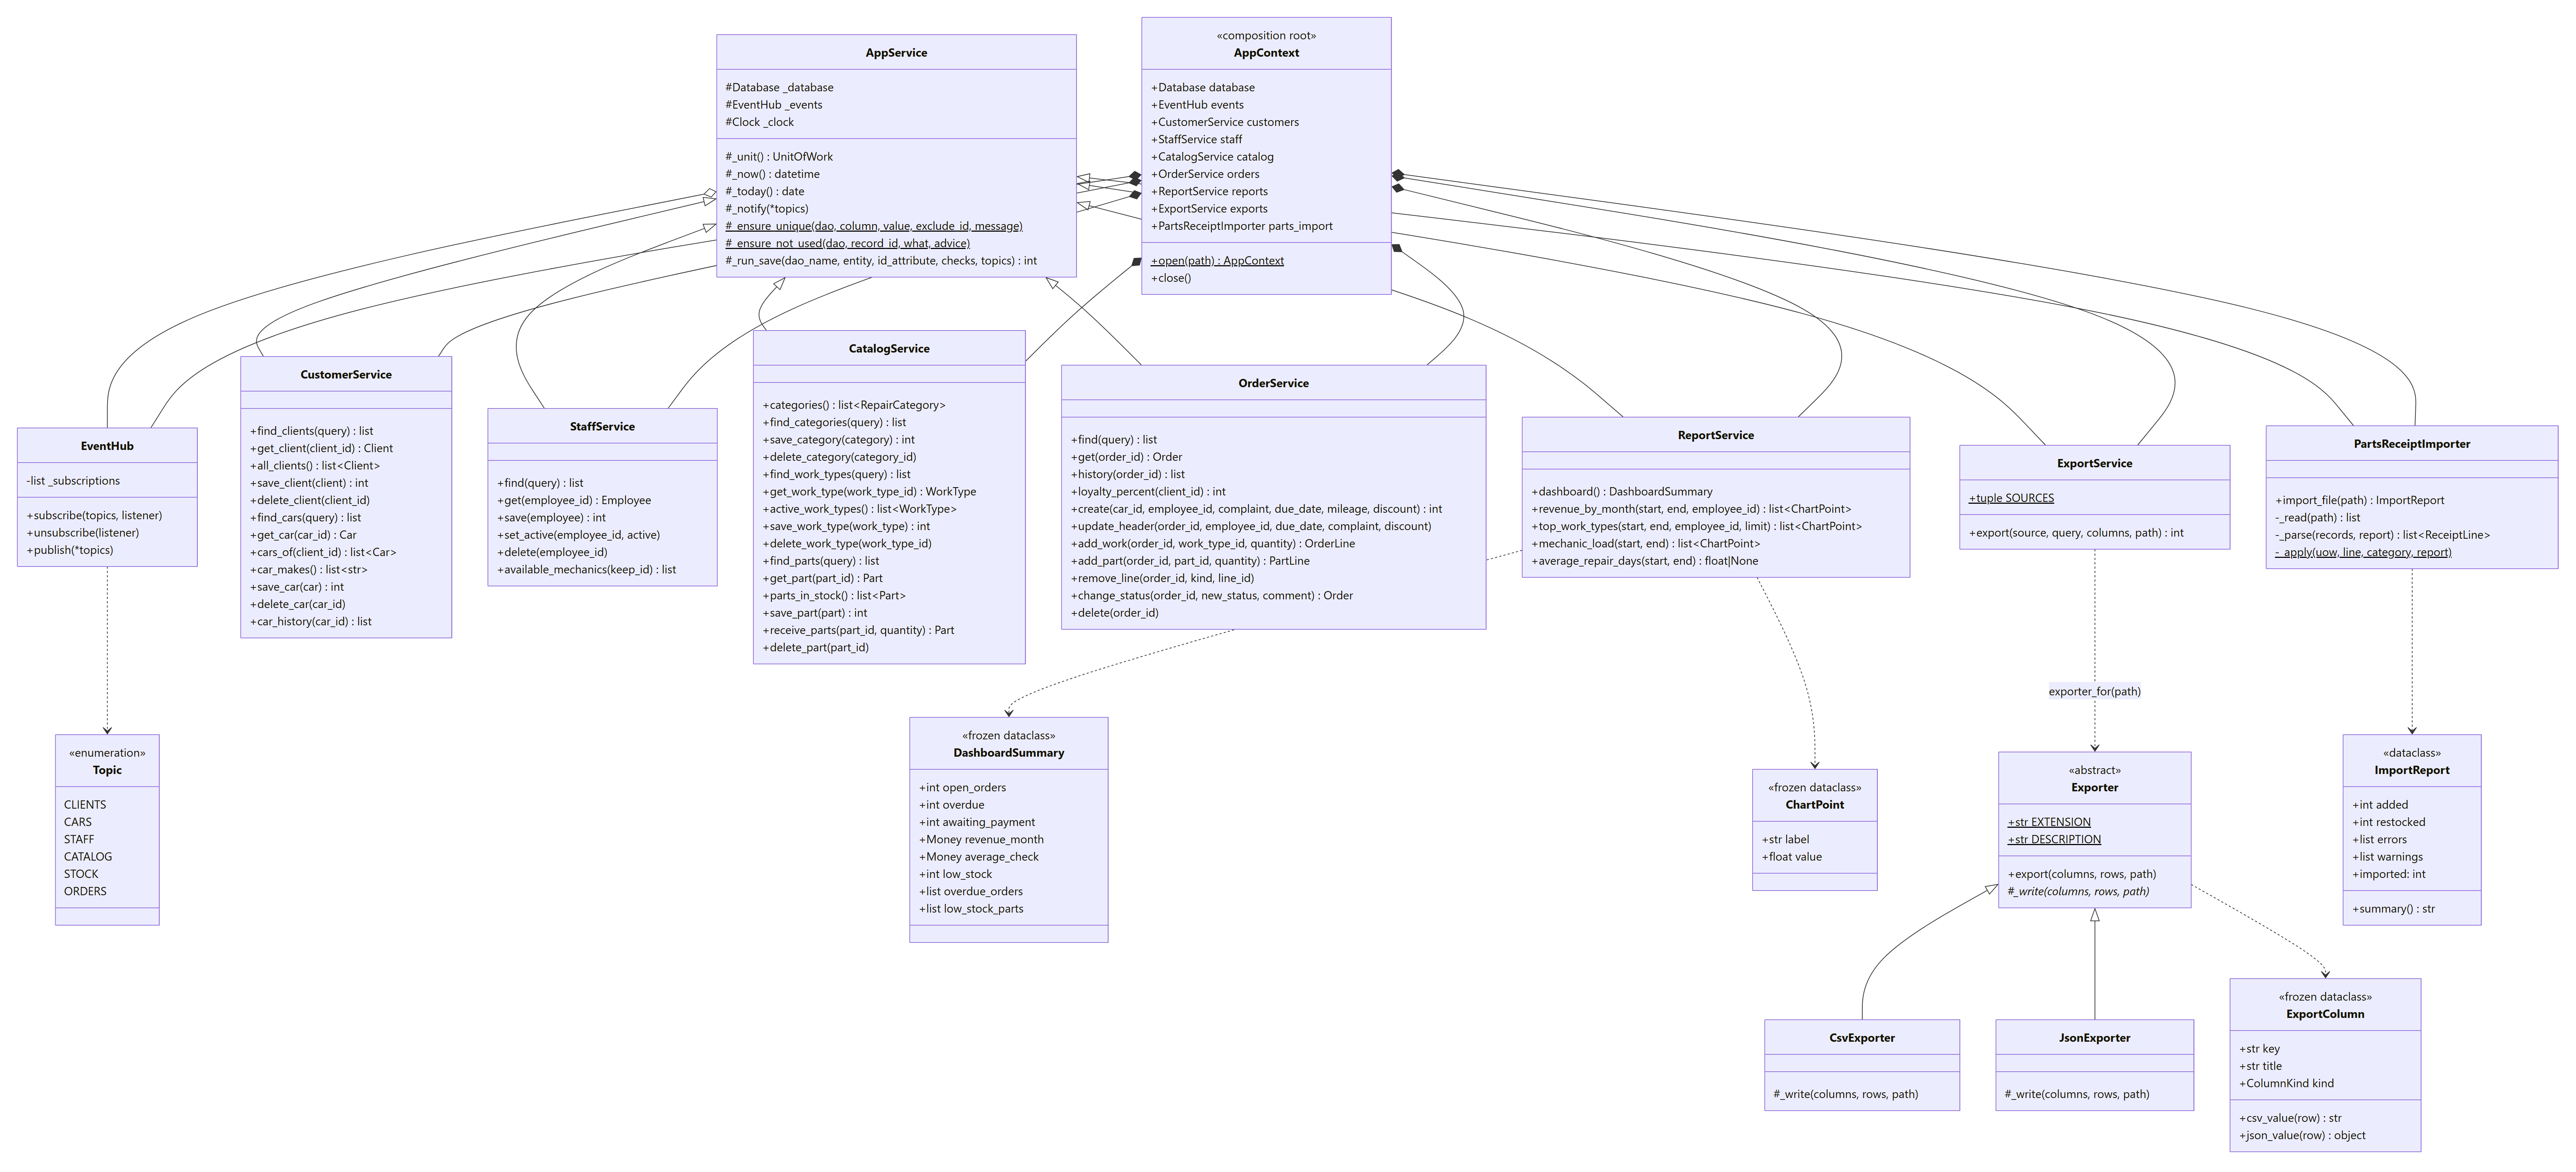 AppService
#Database _database
#EventHub _events
#Clock _clock
#_unit() : UnitOfWork
#_now() : datetime
#_today() : date
#_notify(*topics)
#_ensure_unique(dao, column, value, exclude_id, message)
#_ensure_not_used(dao, record_id, what, advice)
#_run_save(dao_name, entity, id_attribute, checks, topics) : int
«composition root»
AppContext
+Database database
+EventHub events
+CustomerService customers
+StaffService staff
+CatalogService catalog
+OrderService orders
+ReportService reports
+ExportService exports
+PartsReceiptImporter parts_import
+open(path) : AppContext
+close()
EventHub
-list _subscriptions
+subscribe(topics, listener)
+unsubscribe(listener)
+publish(*topics)
CustomerService
+find_clients(query) : list
+get_client(client_id) : Client
+all_clients() : list<Client>
+save_client(client) : int
+delete_client(client_id)
+find_cars(query) : list
+get_car(car_id) : Car
+cars_of(client_id) : list<Car>
+car_makes() : list<str>
+save_car(car) : int
+delete_car(car_id)
+car_history(car_id) : list
StaffService
+find(query) : list
+get(employee_id) : Employee
+save(employee) : int
+set_active(employee_id, active)
+delete(employee_id)
+available_mechanics(keep_id) : list
CatalogService
+categories() : list<RepairCategory>
+find_categories(query) : list
+save_category(category) : int
+delete_category(category_id)
+find_work_types(query) : list
+get_work_type(work_type_id) : WorkType
+active_work_types() : list<WorkType>
+save_work_type(work_type) : int
+delete_work_type(work_type_id)
+find_parts(query) : list
+get_part(part_id) : Part
+parts_in_stock() : list<Part>
+save_part(part) : int
+receive_parts(part_id, quantity) : Part
+delete_part(part_id)
OrderService
+find(query) : list
+get(order_id) : Order
+history(order_id) : list
+loyalty_percent(client_id) : int
+create(car_id, employee_id, complaint, due_date, mileage, discount) : int
+update_header(order_id, employee_id, due_date, complaint, discount)
+add_work(order_id, work_type_id, quantity) : OrderLine
+add_part(order_id, part_id, quantity) : PartLine
+remove_line(order_id, kind, line_id)
+change_status(order_id, new_status, comment) : Order
+delete(order_id)
ReportService
+dashboard() : DashboardSummary
+revenue_by_month(start, end, employee_id) : list<ChartPoint>
+top_work_types(start, end, employee_id, limit) : list<ChartPoint>
+mechanic_load(start, end) : list<ChartPoint>
+average_repair_days(start, end) : float|None
ExportService
+tuple SOURCES
+export(source, query, columns, path) : int
PartsReceiptImporter
+import_file(path) : ImportReport
-_read(path) : list
-_parse(records, report) : list<ReceiptLine>
-_apply(uow, line, category, report)
exporter_for(path)
«enumeration»
Topic
CLIENTS
CARS
STAFF
CATALOG
STOCK
ORDERS
«frozen dataclass»
DashboardSummary
+int open_orders
+int overdue
+int awaiting_payment
+Money revenue_month
+Money average_check
+int low_stock
+list overdue_orders
+list low_stock_parts
«frozen dataclass»
ChartPoint
+str label
+float value
«abstract»
Exporter
+str EXTENSION
+str DESCRIPTION
+export(columns, rows, path)
#_write(columns, rows, path)
«dataclass»
ImportReport
+int added
+int restocked
+list errors
+list warnings
+imported: int
+summary() : str
CsvExporter
#_write(columns, rows, path)
JsonExporter
#_write(columns, rows, path)
«frozen dataclass»
ExportColumn
+str key
+str title
+ColumnKind kind
+csv_value(row) : str
+json_value(row) : object